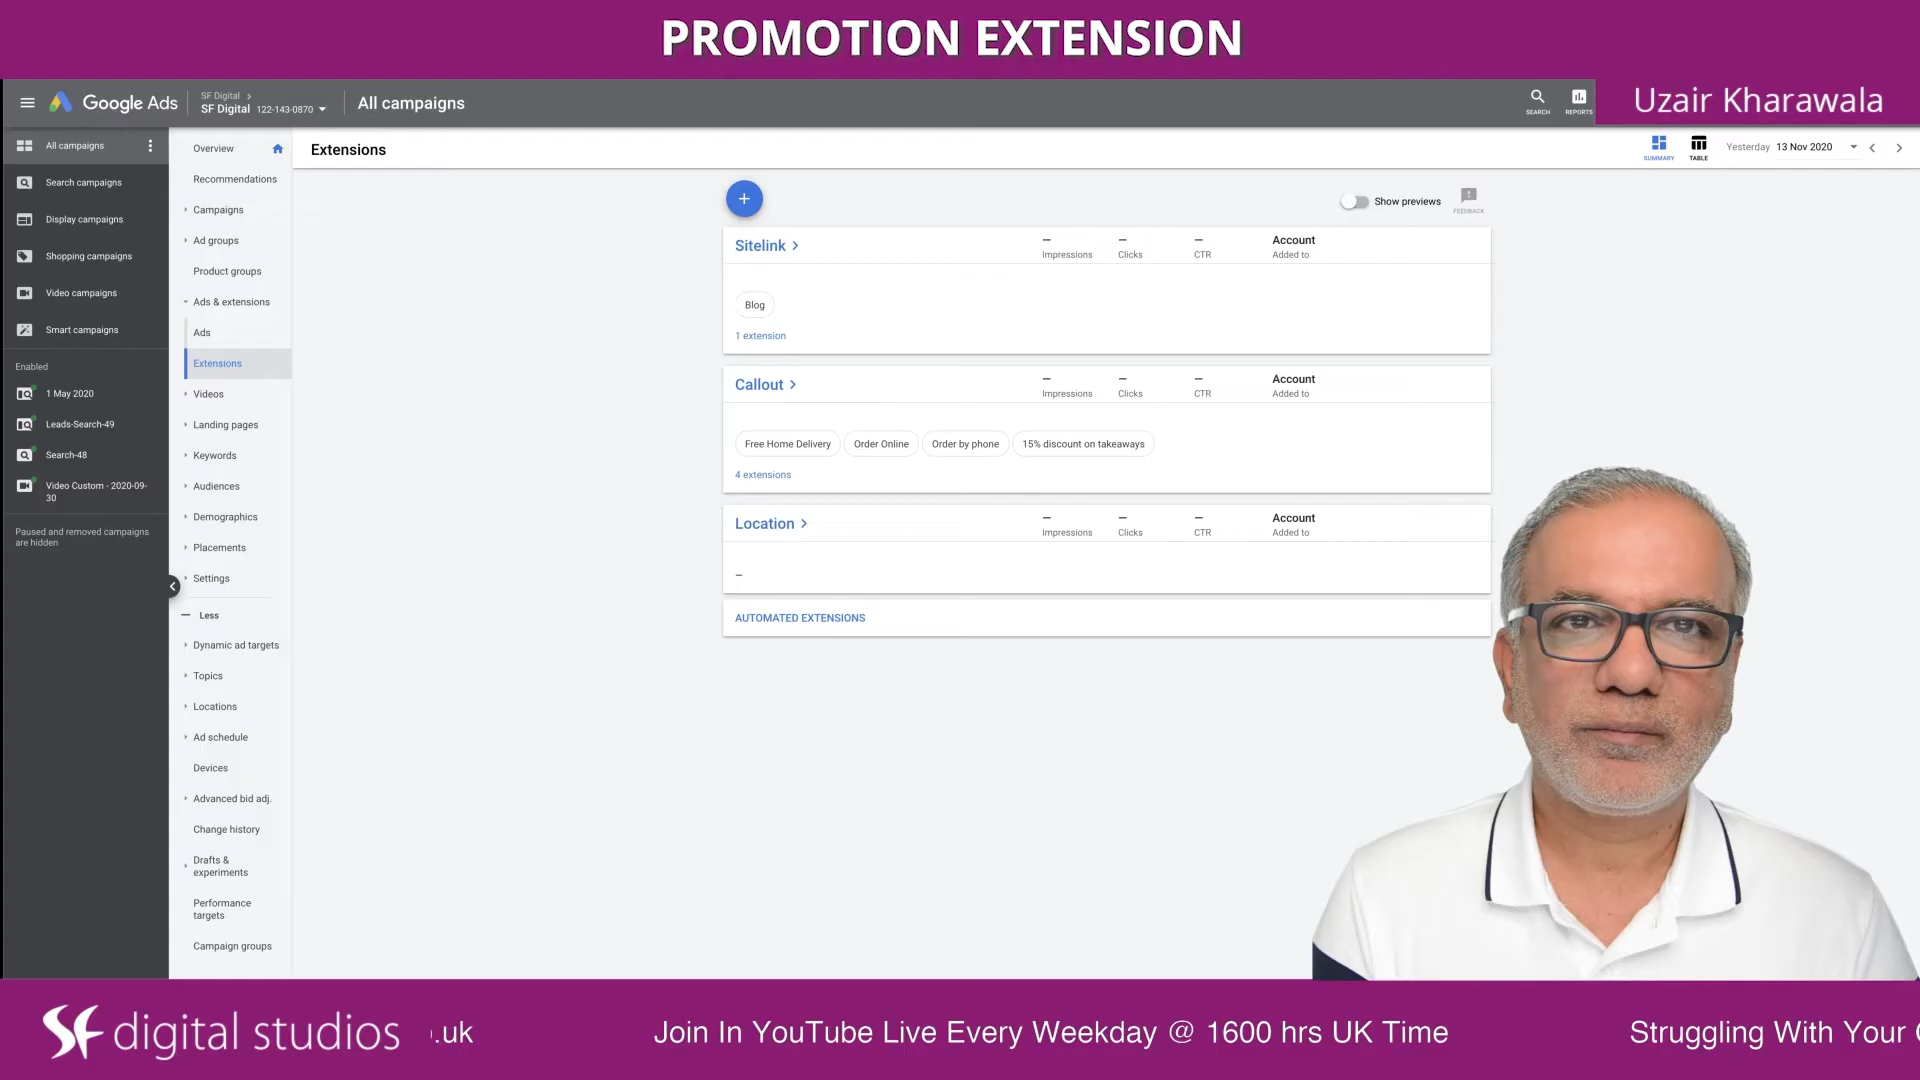 PROMOTION EXTENSION
Google Ads
SF Digital
SF Digital 122-143-0870
All campaigns
SEARCH
REPORTS
Uzair Kharawala
All campaigns
Search campaigns
Display campaigns
Shopping campaigns
Video campaigns
Smart campaigns
Enabled
1 May 2020
Leads-Search-49
Search-48
Video Custom - 2020-09-
30
Paused and removed campaigns
are hidden
Overview
Recommendations
Campaigns
Ad groups
Product groups
Ads & extensions
Ads
Extensions
Videos
Landing pages
Keywords
Audiences
Demographics
Placements
Settings
Less
Dynamic ad targets
Topics
Locations
Ad schedule
Devices
Advanced bid adj.
Change history
Drafts &
experiments
Performance
targets
Campaign groups
Extensions
SUMMARY
TABLE
Yesterday 13 Nov 2020
Show previews
FEEDBACK
Sitelink
– – – Account
Impressions Clicks CTR Added to
Blog
1 extension
Callout
– – – Account
Impressions Clicks CTR Added to
Free Home Delivery Order Online Order by phone 15% discount on takeaways
4 extensions
Location
– – – Account
Impressions Clicks CTR Added to
–
AUTOMATED EXTENSIONS
SF digital studios
.uk
Join In YouTube Live Every Weekday @ 1600 hrs UK Time
Struggling With Your